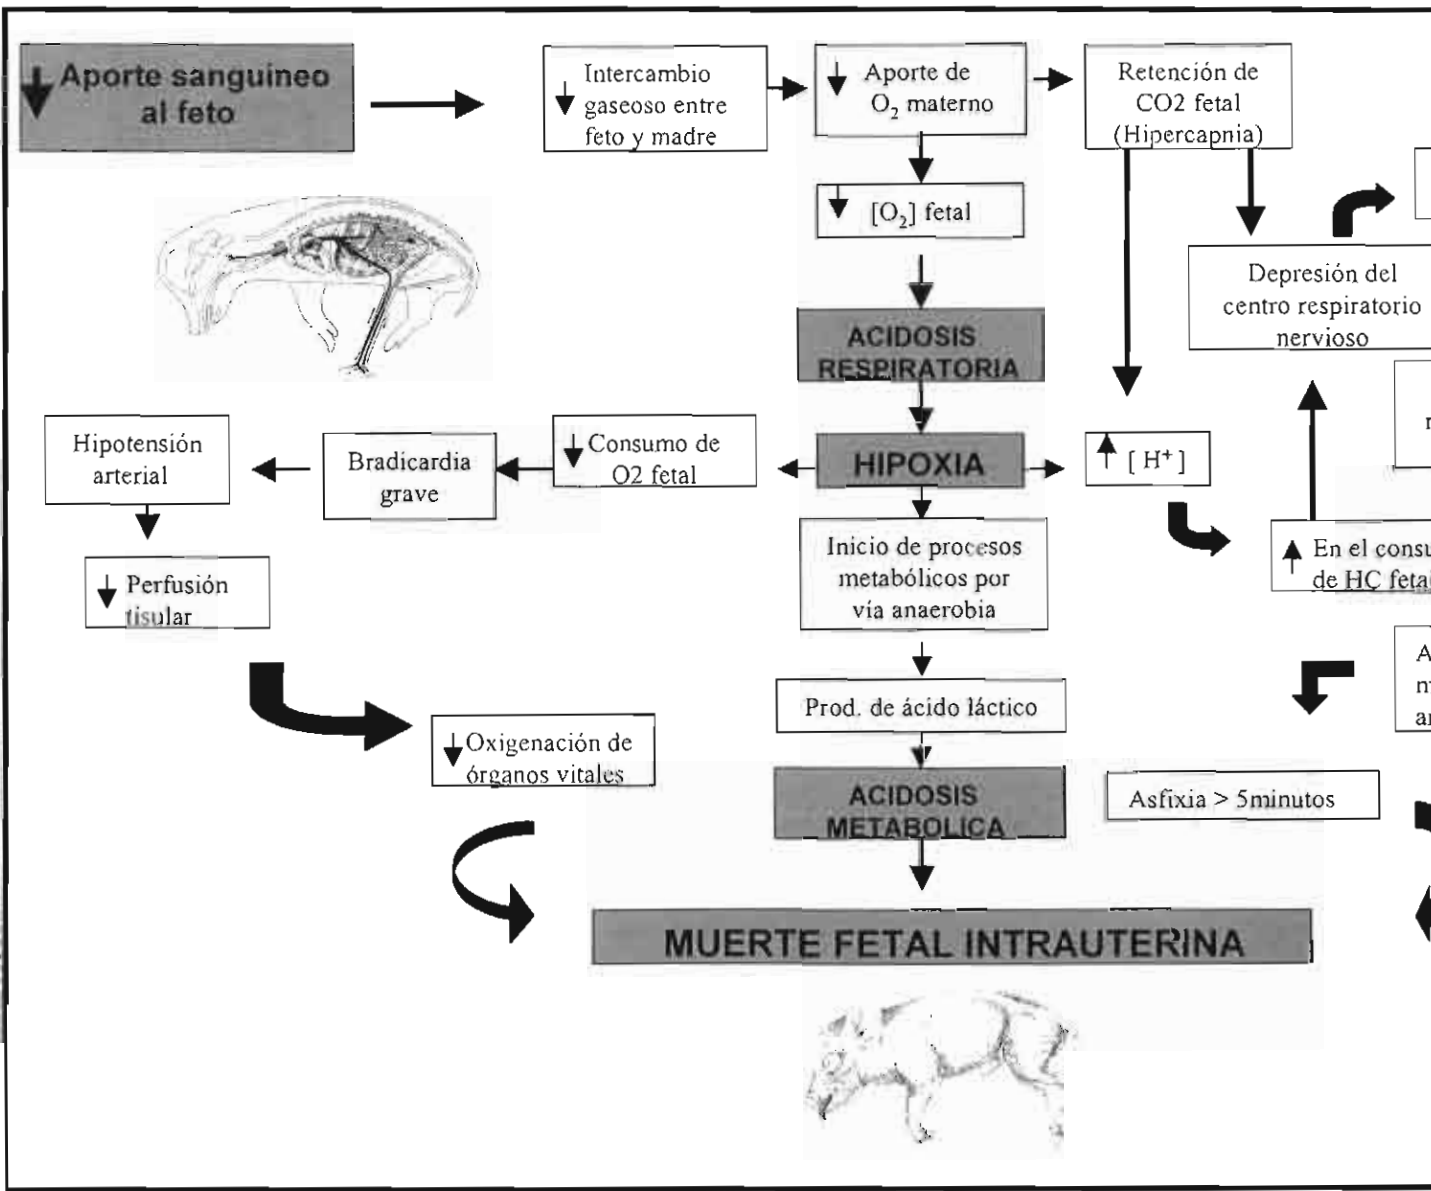 ↓ Aporte sanguineo
al feto
↓ Intercambio
gaseoso entre
feto y madre
↓ Aporte de
O₂ materno
Retención de
CO2 fetal
(Hipercapnia)
↓ [O₂] fetal
Depresión del
centro respiratorio
nervioso
ACIDOSIS
RESPIRATORIA
Hipotensión
arterial
Bradicardia
grave
↓ Consumo de
O2 fetal
HIPOXIA
↑ [ H⁺ ]
Inicio de procesos
metabólicos por
vía anaerobia
↑ En el
de HC
↓ Perfusión
tisular
Prod. de ácido láctico
↓ Oxigenación de
órganos vitales
ACIDOSIS
METABOLICA
Asfixia > 5minutos
MUERTE FETAL INTRAUTERINA